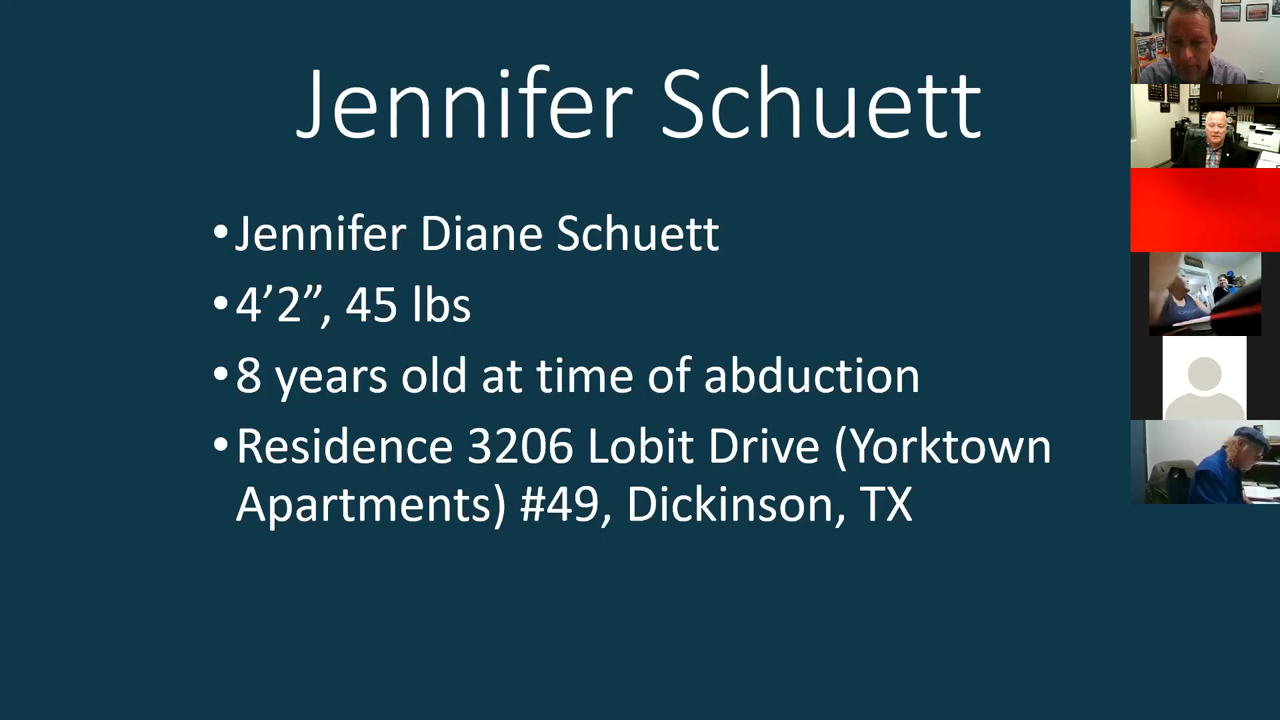 Jennifer Schuett
•Jennifer Diane Schuett
•4’2”, 45 lbs
•8 years old at time of abduction
•Residence 3206 Lobit Drive (Yorktown
Apartments) #49, Dickinson, TX